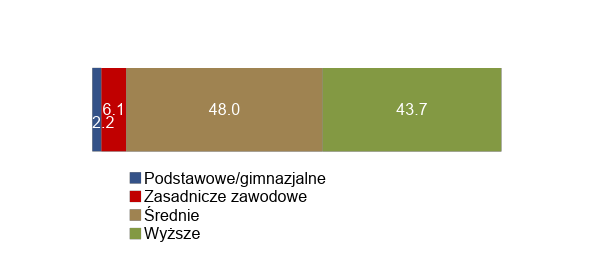 6.1
48.0
43.7
2.2
Podstawowe/gimnazjalne
Zasadnicze zawodowe
Średnie
Wyższe